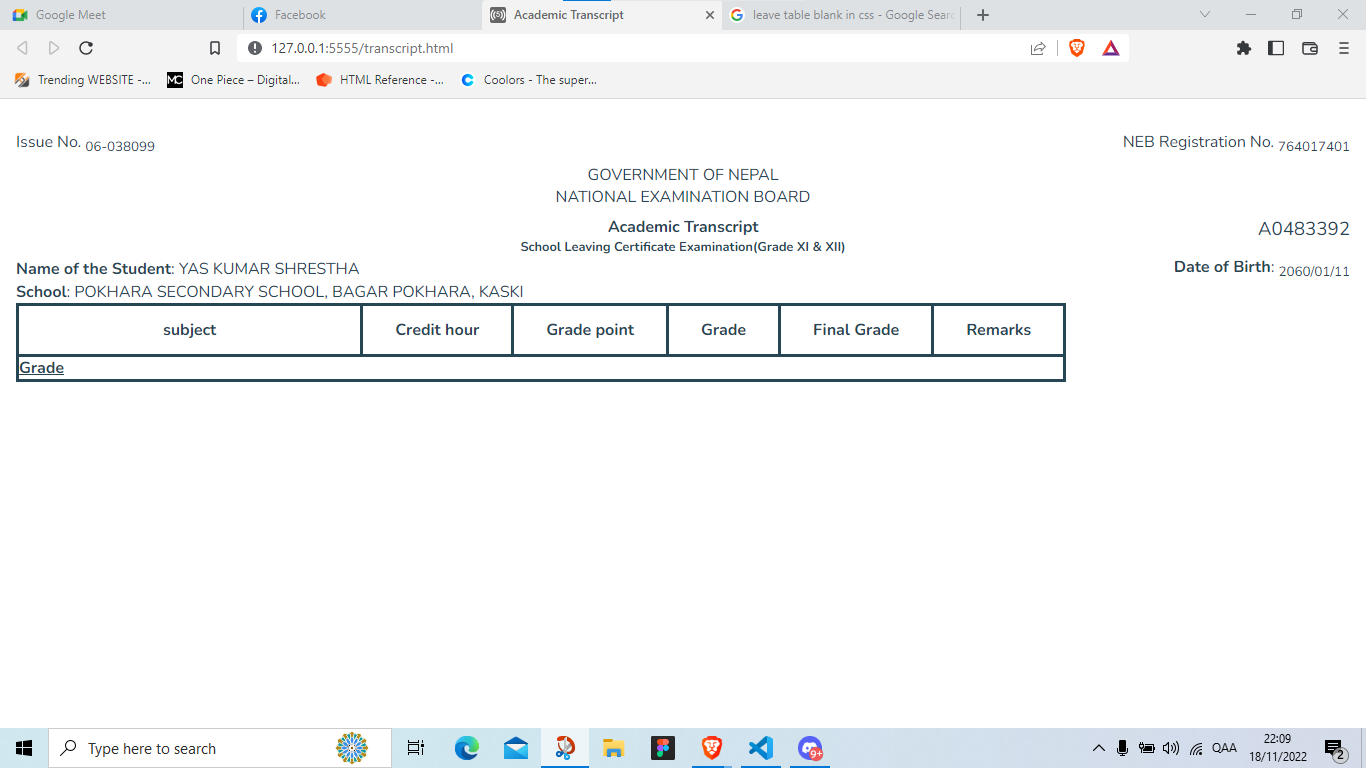 Google Meet
Facebook
Academic Transcript
leave table blank in css - Google Sear
127.0.0.1:5555/transcript.html
Trending WEBSITE -...
MC One Piece – Digital...
HTML Reference -...
Coolors - The super...
Issue No. 06-038099
NEB Registration No. 764017401
GOVERNMENT OF NEPAL
NATIONAL EXAMINATION BOARD
Academic Transcript
A0483392
School Leaving Certificate Examination(Grade XI & XII)
Name of the Student: YAS KUMAR SHRESTHA
Date of Birth: 2060/01/11
School: POKHARA SECONDARY SCHOOL, BAGAR POKHARA, KASKI
subject Credit hour Grade point Grade Final Grade Remarks
Grade
Type here to search
9+
QAA
22:09
18/11/2022
2